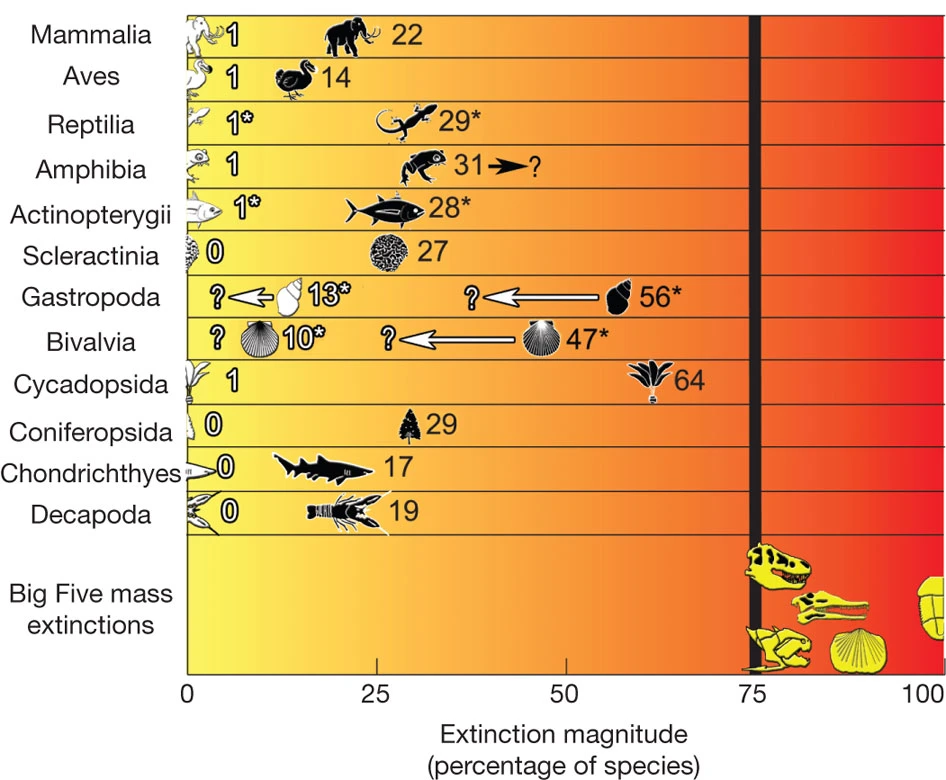 Mammalia 1 22
Aves 1 14
Reptilia 1* 29*
Amphibia 1 31 ?
Actinopterygii 1* 28*
Scleractinia 0 27
Gastropoda ? 13* ? 56*
Bivalvia ? 10* ? 47*
Cycadopsida 1 64
Coniferopsida 0 29
Chondrichthyes 0 17
Decapoda 0 19
Big Five mass
extinctions
0 25 50 75 100
Extinction magnitude
(percentage of species)